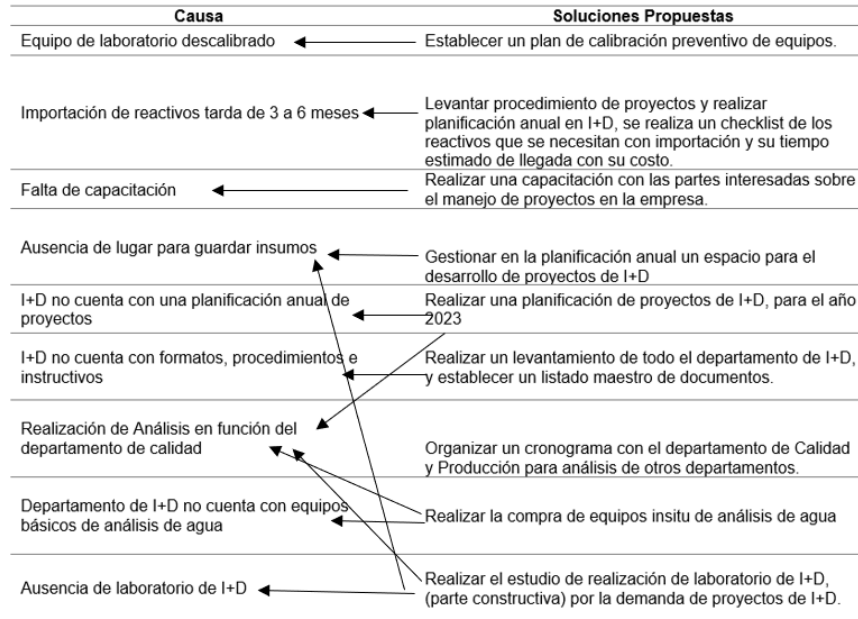 Causa Soluciones Propuestas
Equipo de laboratorio descalibrado Establecer un plan de calibración preventivo de equipos.
Importación de reactivos tarda de 3 a 6 meses
Levantar procedimiento de proyectos y realizar
planificación anual en I+D, se realiza un checklist de los
reactivos que se necesitan con importación y su tiempo
estimado de llegada con su costo.
Falta de capacitación
Realizar una capacitación con las partes interesadas sobre
el manejo de proyectos en la empresa.
Ausencia de lugar para guardar insumos
Gestionar en la planificación anual un espacio para el
desarrollo de proyectos de I+D
I+D no cuenta con una planificación anual de
proyectos
Realizar una planificación de proyectos de I+D, para el año
2023
I+D no cuenta con formatos, procedimientos e
instructivos
Realizar un levantamiento de todo el departamento de I+D,
y establecer un listado maestro de documentos.
Realización de Análisis en función del
departamento de calidad
Organizar un cronograma con el departamento de Calidad
y Producción para análisis de otros departamentos.
Departamento de I+D no cuenta con equipos
básicos de análisis de agua
Realizar la compra de equipos insitu de análisis de agua
Ausencia de laboratorio de I+D
Realizar el estudio de realización de laboratorio de I+D,
(parte constructiva) por la demanda de proyectos de I+D.